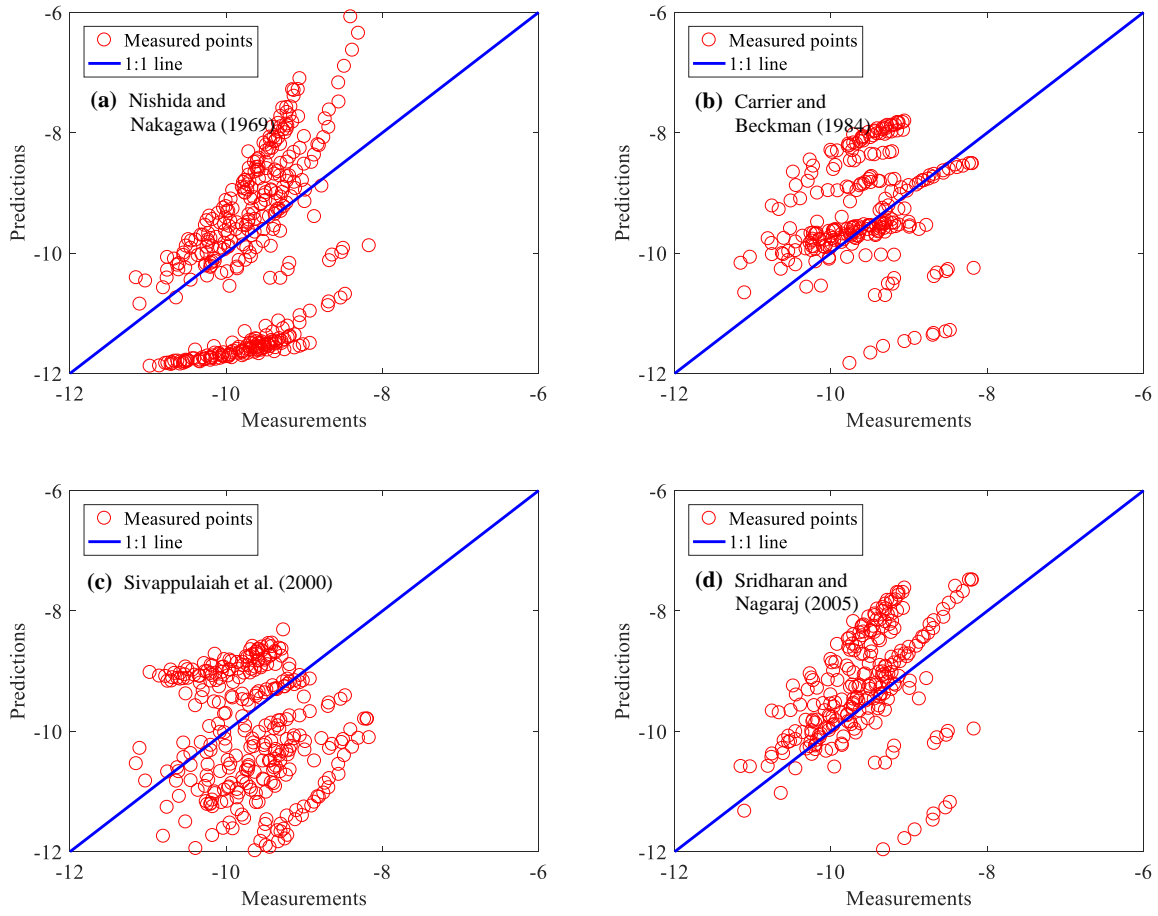 -6
-8
-10
-12
-12
-10
-8
-6
Predictions
Measurements
Measured points
1:1 line
(a) Nishida and
Nakagawa (1969)
-6
-8
-10
-12
-12
-10
-8
-6
Predictions
Measurements
Measured points
1:1 line
(b) Carrier and
Beckman (1984)
-6
-8
-10
-12
-12
-10
-8
-6
Predictions
Measurements
Measured points
1:1 line
(c) Sivappulaiah et al. (2000)
-6
-8
-10
-12
-12
-10
-8
-6
Predictions
Measurements
Measured points
1:1 line
(d) Sridharan and
Nagaraj (2005)